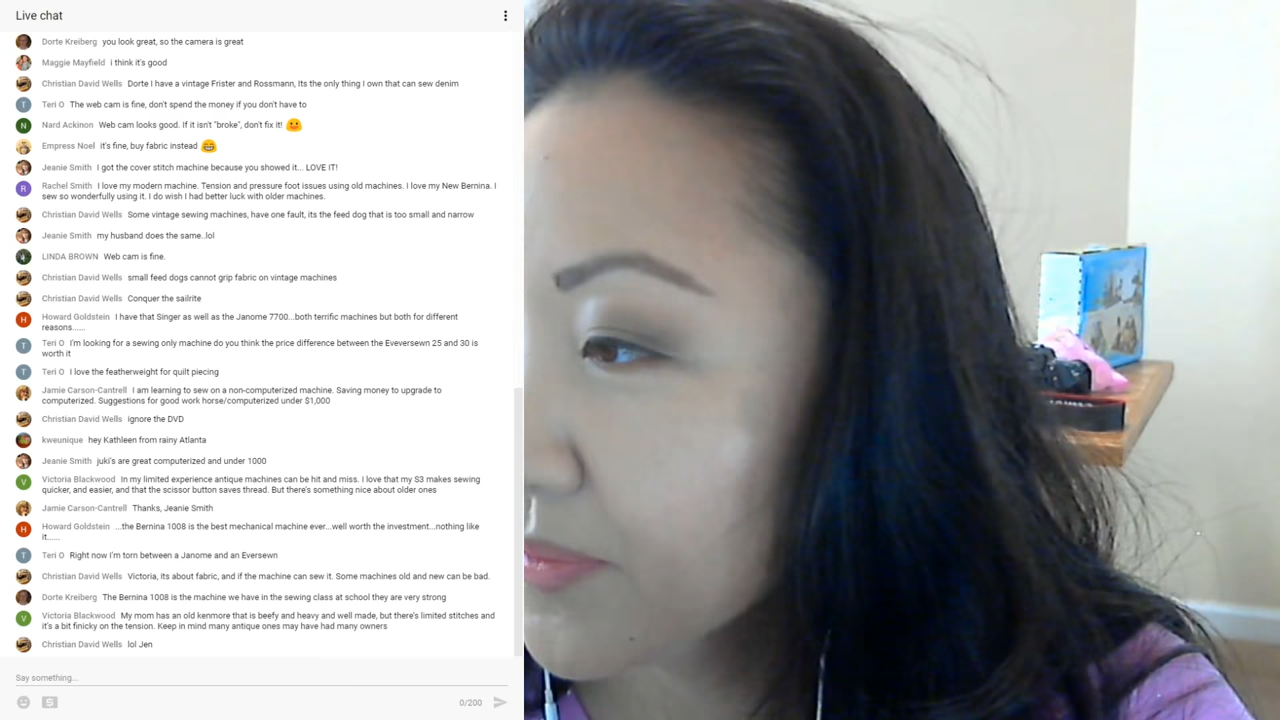 Live chat
Dorte Kreiberg you look great, so the camera is great
Maggie Mayfield i think it's good
Christian David Wells Dorte I have a vintage Frister and Rossmann, Its the only thing I own that can sew denim
T Teri O The web cam is fine, don't spend the money if you don't have to
N Nard Ackinon Web cam looks good. If it isn't "broke", don't fix it!
Empress Noel it's fine, buy fabric instead
Jeanie Smith I got the cover stitch machine because you showed it... LOVE IT!
R Rachel Smith I love my modern machine. Tension and pressure foot issues using old machines. I love my New Bernina. I
sew so wonderfully using it. I do wish I had better luck with older machines.
Christian David Wells Some vintage sewing machines, have one fault, its the feed dog that is too small and narrow
Jeanie Smith my husband does the same..lol
LINDA BROWN Web cam is fine.
Christian David Wells small feed dogs cannot grip fabric on vintage machines
Christian David Wells Conquer the sailrite
H Howard Goldstein I have that Singer as well as the Janome 7700...both terrific machines but both for different
reasons......
T Teri O I'm looking for a sewing only machine do you think the price difference between the Eveversewn 25 and 30 is
worth it
T Teri O I love the featherweight for quilt piecing
Jamie Carson-Cantrell I am learning to sew on a non-computerized machine. Saving money to upgrade to
computerized. Suggestions for good work horse/computerized under $1,000
Christian David Wells ignore the DVD
kweunique hey Kathleen from rainy Atlanta
Jeanie Smith juki's are great computerized and under 1000
V Victoria Blackwood In my limited experience antique machines can be hit and miss. I love that my S3 makes sewing
quicker, and easier, and that the scissor button saves thread. But there's something nice about older ones
Jamie Carson-Cantrell Thanks, Jeanie Smith
H Howard Goldstein ...the Bernina 1008 is the best mechanical machine ever...well worth the investment...nothing like
it......
T Teri O Right now I'm torn between a Janome and an Eversewn
Christian David Wells Victoria, its about fabric, and if the machine can sew it. Some machines old and new can be bad.
Dorte Kreiberg The Bernina 1008 is the machine we have in the sewing class at school they are very strong
V Victoria Blackwood My mom has an old kenmore that is beefy and heavy and well made, but there's limited stitches and
it's a bit finicky on the tension. Keep in mind many antique ones may have had many owners
Christian David Wells lol Jen
Say something...
0/200